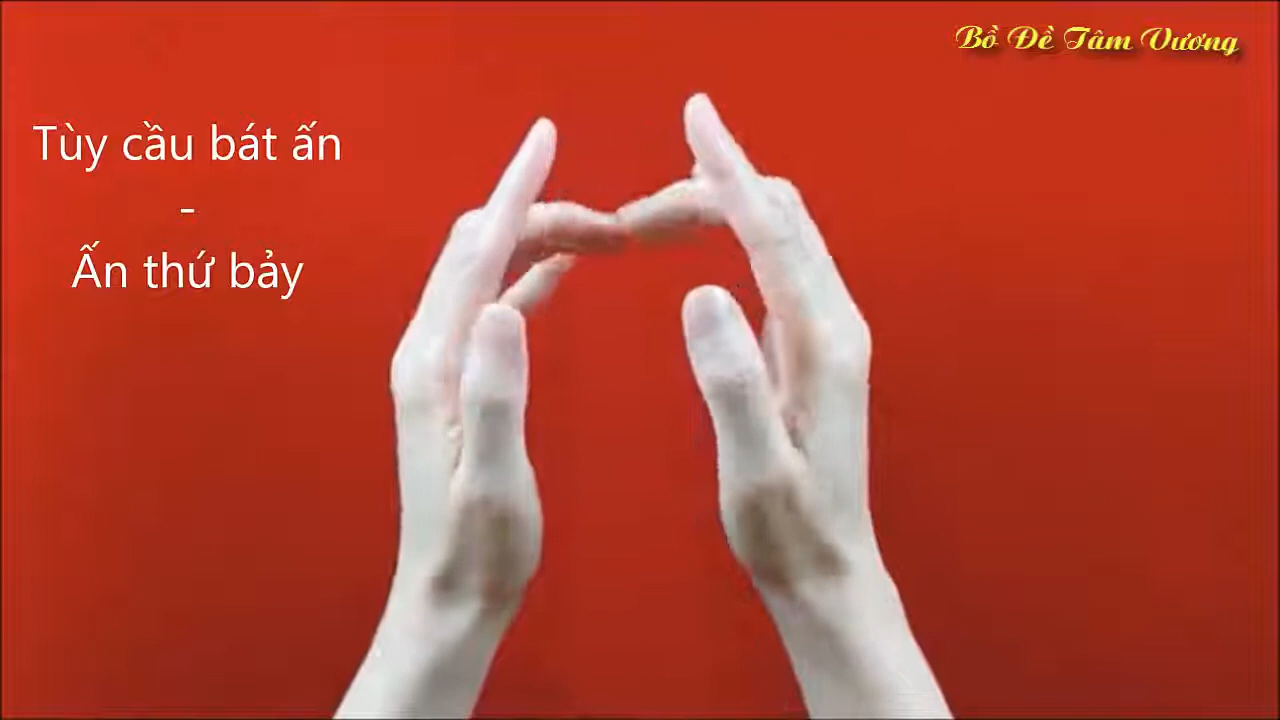 Bồ Đề Tâm Vương
Tùy cầu bát ấn
-
Ấn thứ bảy